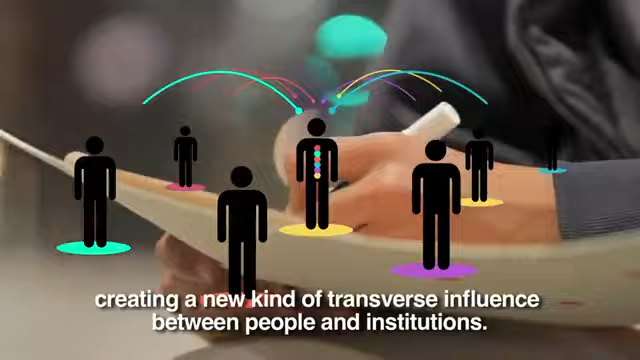 creating a new kind of transverse influence
between people and institutions.